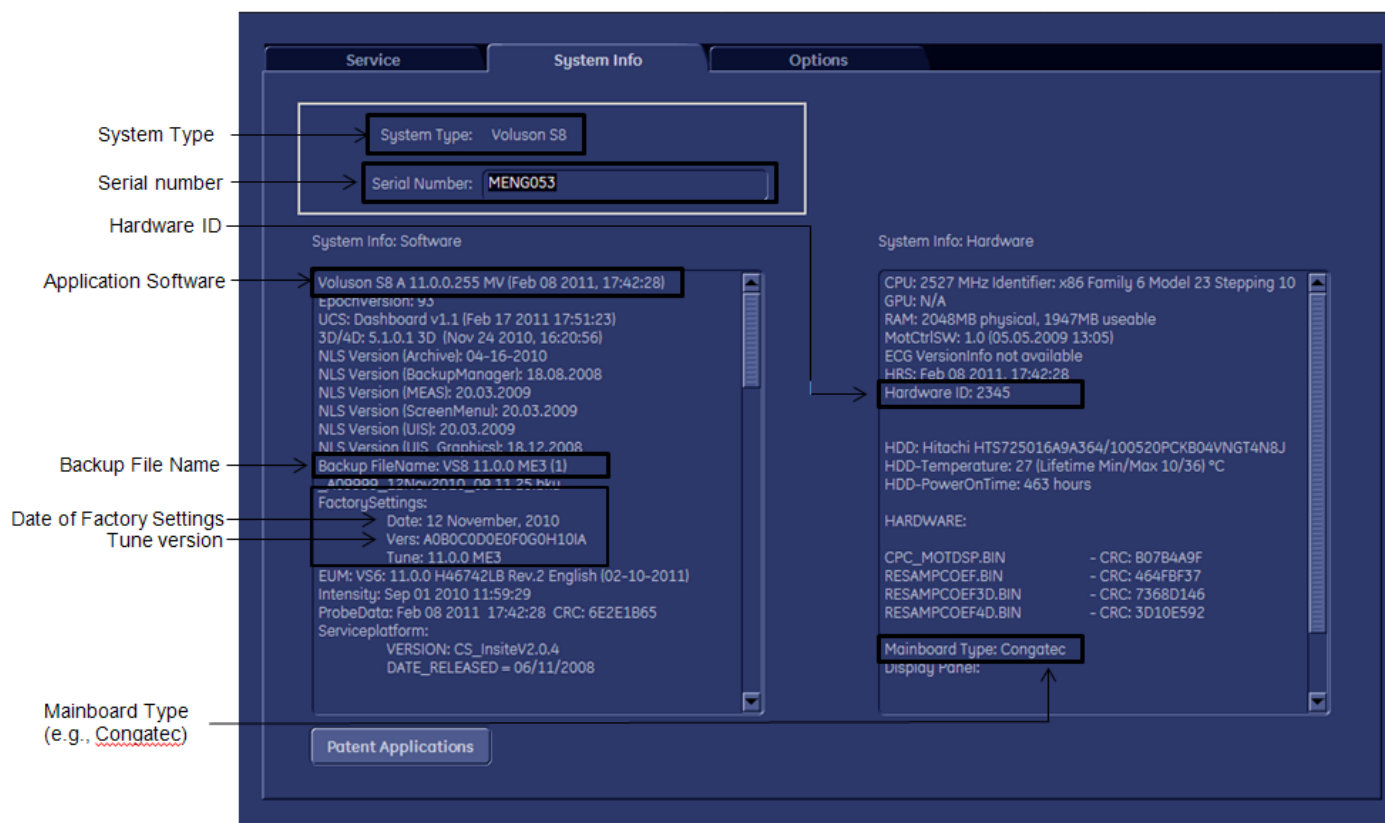 Service
System Info
Options
System Type
System Type: Voluson S8
Serial number
Serial Number: MENG053
Hardware ID
System Info: Software
System Info: Hardware
Application Software
Voluson S8 A 11.0.0.255 MV (Feb 08 2011, 17:42:28)
Epochversion: 93
UCS: Dashboard v1.1 (Feb 17 2011 17:51:23)
3D/4D: 5.1.0.1 3D (Nov 24 2010, 16:20:56)
NLS Version (Archive): 04-16-2010
NLS Version (BackupManager): 18.08.2008
NLS Version (MEAS): 20.03.2009
NLS Version (ScreenMenu): 20.03.2009
NLS Version (UIS): 20.03.2009
NLS Version (UIS_Graphics): 18.12.2008
Backup File Name
Backup FileName: VS8 11.0.0 ME3 (1)
_A09999_12Nov2010_09.11.25.bku
FactorySettings:
Date of Factory Settings
Date: 12 November, 2010
Tune version
Vers: A0B0C0D0E0F0G0H10IA
Tune: 11.0.0 ME3
EUM: VS6: 11.0.0 H46742LB Rev.2 English (02-10-2011)
Intensity: Sep 01 2010 11:59:29
ProbeData: Feb 08 2011 17:42:28 CRC: 6E2E1B65
Serviceplatform:
VERSION: CS_InsiteV2.0.4
DATE_RELEASED = 06/11/2008
CPU: 2527 MHz Identifier: x86 Family 6 Model 23 Stepping 10
GPU: N/A
RAM: 2048MB physical, 1947MB useable
MotCtrlSW: 1.0 (05.05.2009 13:05)
ECG VersionInfo not available
HRS: Feb 08 2011, 17:42:28
Hardware ID: 2345
HDD: Hitachi HTS725016A9A364/100520PCKB04VNGT4N8J
HDD-Temperature: 27 (Lifetime Min/Max 10/36) °C
HDD-PowerOnTime: 463 hours
HARDWARE:
CPC_MOTDSP.BIN - CRC: B07B4A9F
RESAMPCOEF.BIN - CRC: 464FBF37
RESAMPCOEF3D.BIN - CRC: 7368D146
RESAMPCOEF4D.BIN - CRC: 3D10E592
Mainboard Type: Congatec
Display Panel:
Mainboard Type
(e.g., Congatec)
Patent Applications